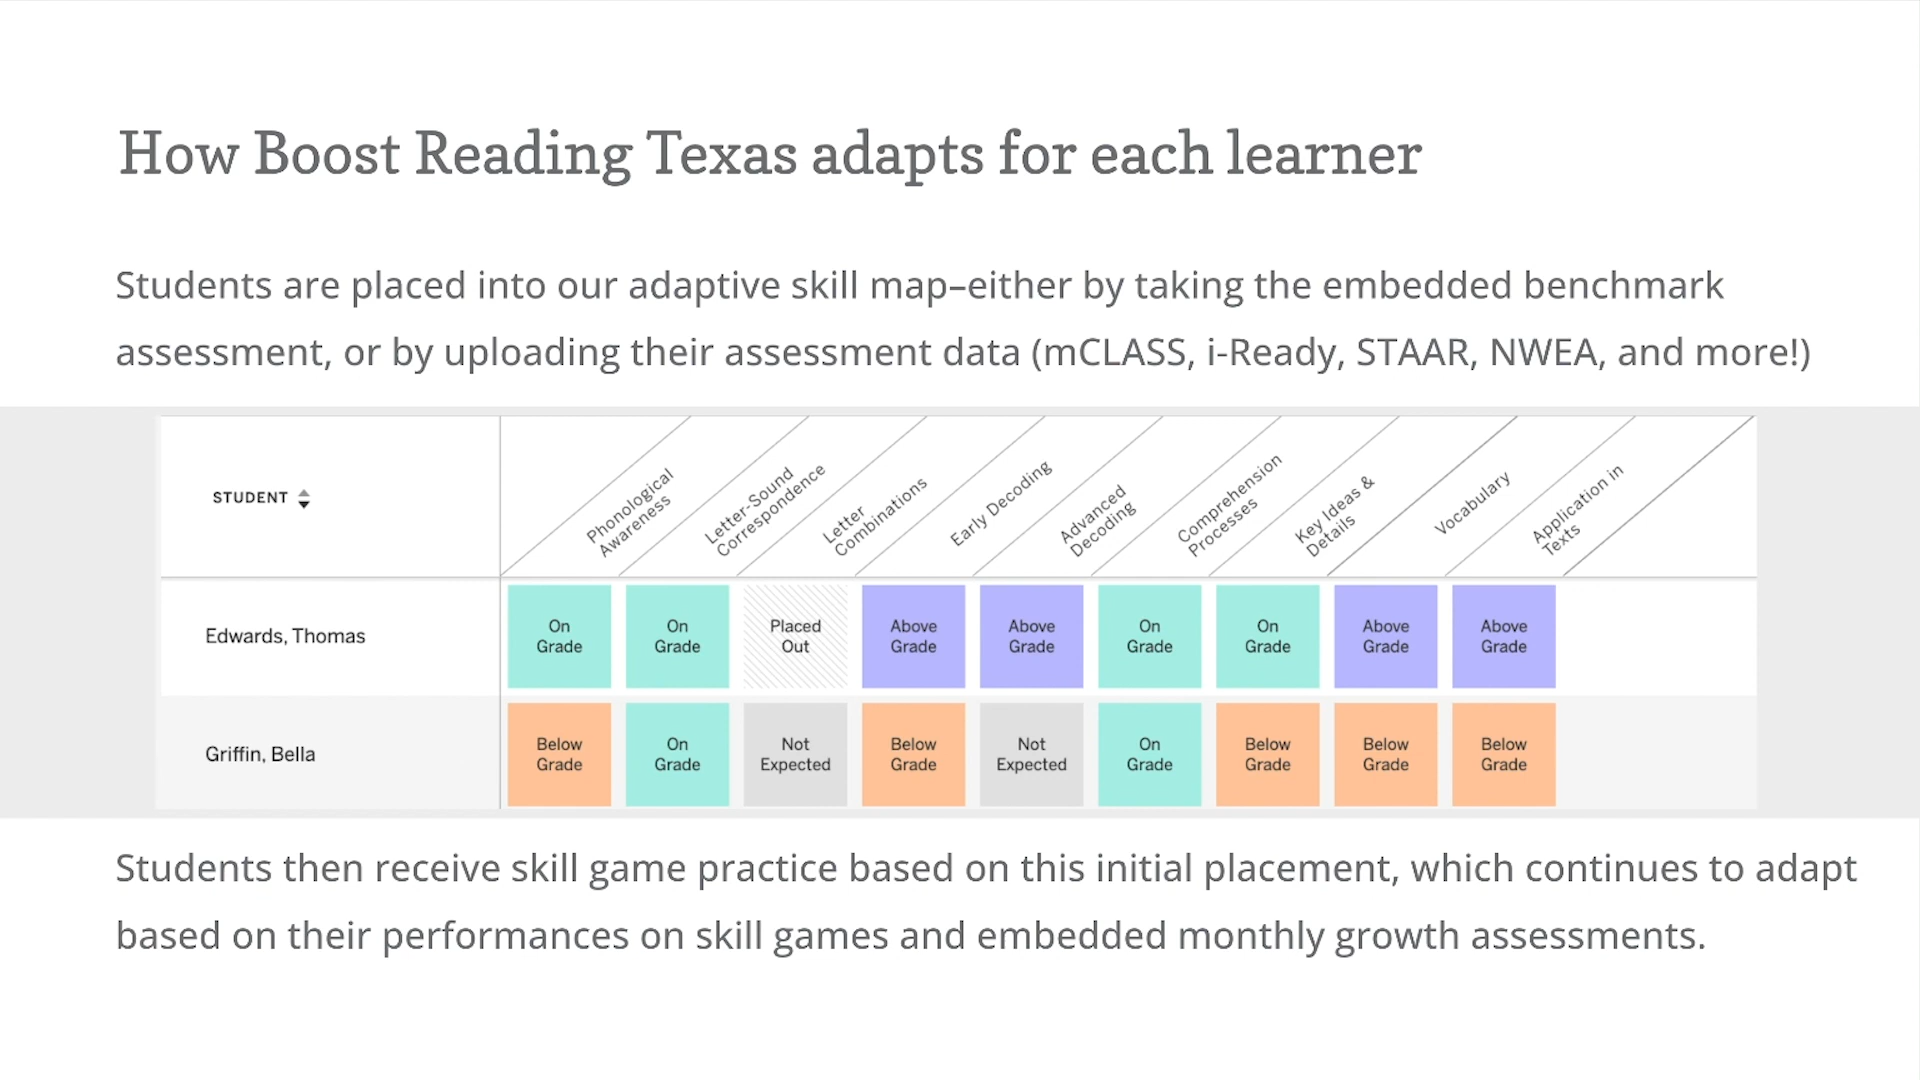 How Boost Reading Texas adapts for each learner
Students are placed into our adaptive skill map–either by taking the embedded benchmark
assessment, or by uploading their assessment data (mCLASS, i-Ready, STAAR, NWEA, and more!)
STUDENT
Phonological
Awareness
Letter-Sound
Correspondence
Letter
Combinations
Early Decoding
Advanced
Decoding
Comprehension
Processes
Key Ideas &
Details
Vocabulary
Application in
Texts
Edwards, Thomas
On
Grade
On
Grade
Placed
Out
Above
Grade
Above
Grade
On
Grade
On
Grade
Above
Grade
Above
Grade
Griffin, Bella
Below
Grade
On
Grade
Not
Expected
Below
Grade
Not
Expected
On
Grade
Below
Grade
Below
Grade
Below
Grade
Students then receive skill game practice based on this initial placement, which continues to adapt
based on their performances on skill games and embedded monthly growth assessments.